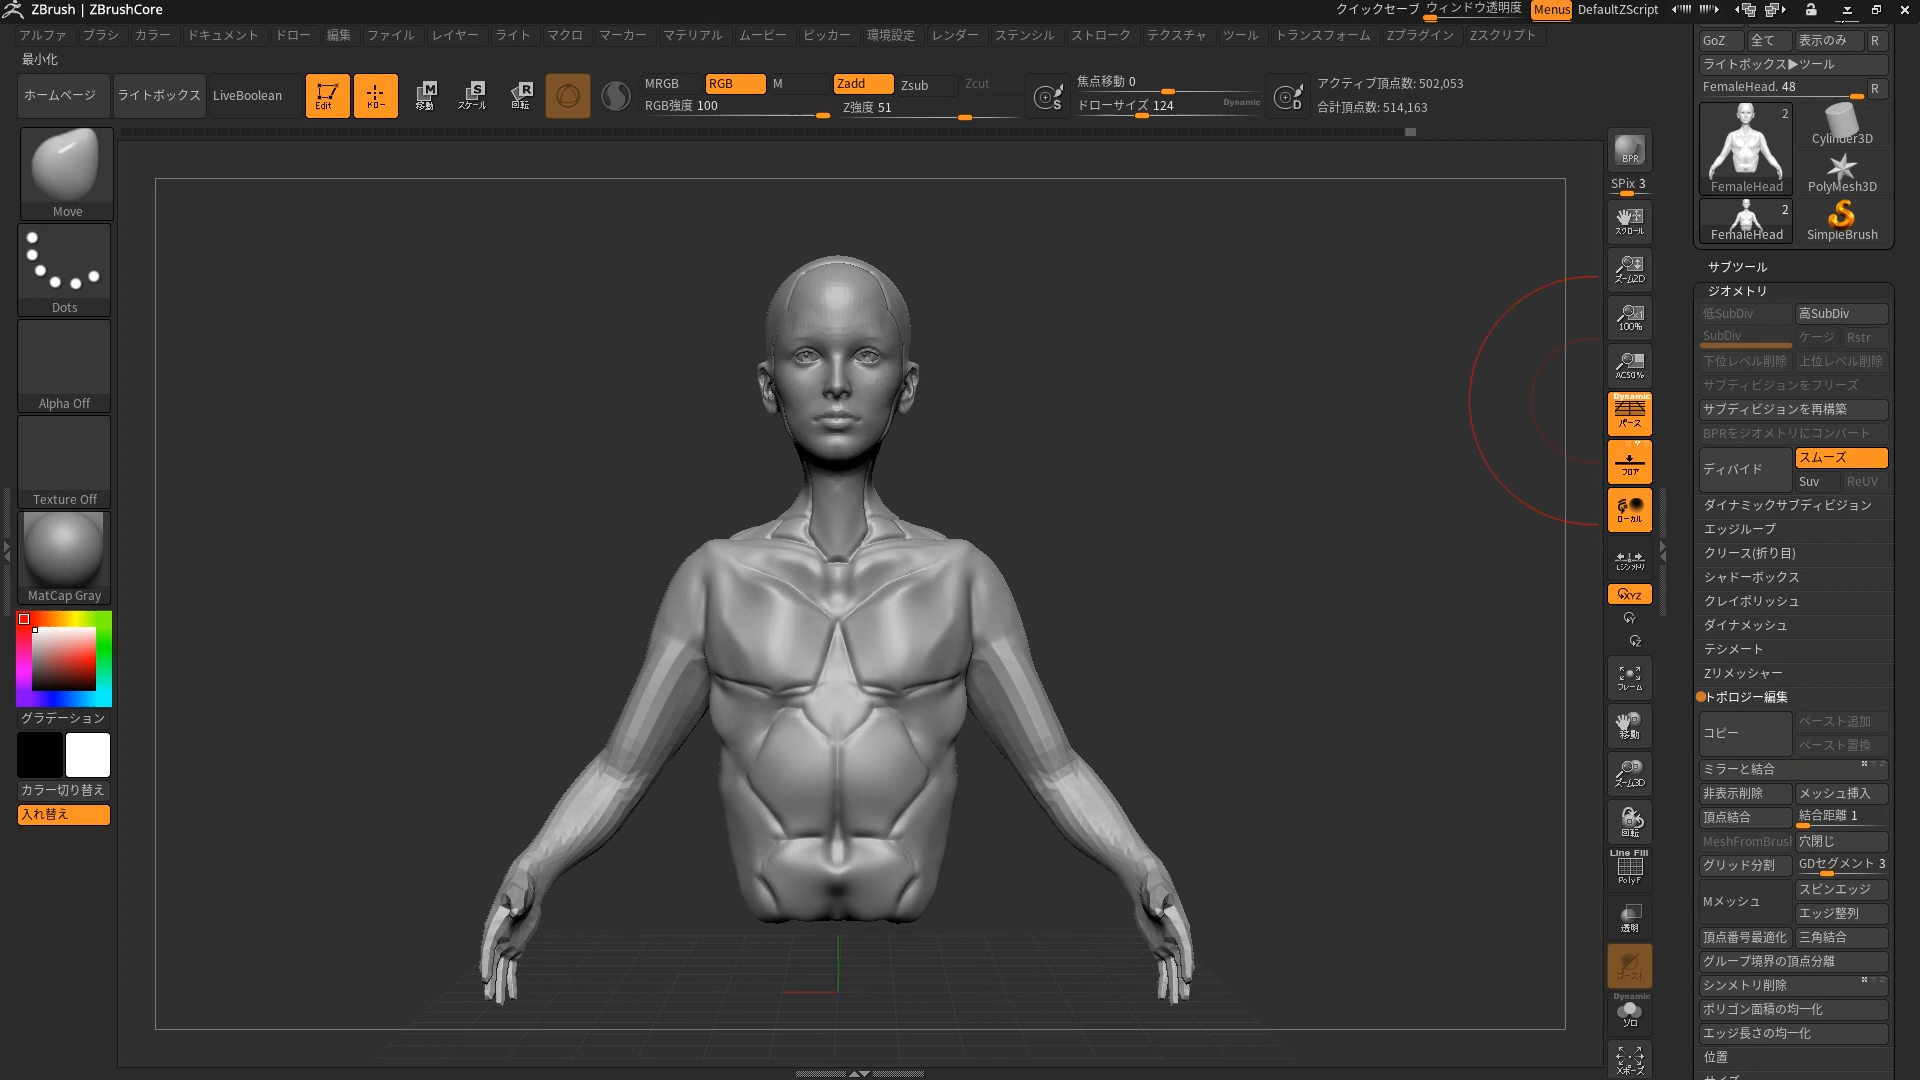 ZBrush | ZBrushCore
クイックセーブ ウィンドウ透明度 Menus DefaultZScript
アルファ ブラシ カラー ドキュメント ドロー 編集 ファイル レイヤー ライト マクロ マーカー マテリアル ムービー ピッカー 環境設定 レンダー ステンシル ストローク テクスチャ ツール トランスフォーム Zプラグイン Zスクリプト
最小化
ホームページ ライトボックス LiveBoolean Edit ドロー 移動 スケール 回転
MRGB RGB M Zadd Zsub Zcut
RGB強度 100 Z強度 51
焦点移動 0
ドローサイズ 124 Dynamic
アクティブ頂点数: 502,053
合計頂点数: 514,163
Move
Dots
Alpha Off
Texture Off
MatCap Gray
グラデーション
カラー切り替え
入れ替え
BPR
SPix 3
スクロール
ズーム2D
100%
AC50%
Dynamic
パース
フロア
ローカル
Lシンメトリ
XYZ
Y
Z
フレーム
移動
ズーム3D
回転
Line Fill
PolyF
透明
ゴースト
Dynamic
ソロ
Xポーズ
GoZ 全て 表示のみ R
ライトボックス▶ツール
FemaleHead. 48 R
2
FemaleHead
Cylinder3D
PolyMesh3D
2
FemaleHead
SimpleBrush
サブツール
ジオメトリ
低SubDiv 高SubDiv
SubDiv ケージ Rstr
下位レベル削除 上位レベル削除
サブディビジョンをフリーズ
サブディビジョンを再構築
BPRをジオメトリにコンバート
ディバイド スムーズ
Suv ReUV
ダイナミックサブディビジョン
エッジループ
クリース(折り目)
シャドーボックス
クレイポリッシュ
ダイナメッシュ
テシメート
Zリメッシャー
トポロジー編集
コピー ペースト追加
ペースト置換
ミラーと結合
非表示削除 メッシュ挿入
頂点結合 結合距離 1
MeshFromBrus 穴閉じ
グリッド分割 GDセグメント 3
Mメッシュ スピンエッジ
エッジ整列
頂点番号最適化 三角結合
グループ境界の頂点分離
シンメトリ削除
ポリゴン面積の均一化
エッジ長さの均一化
位置